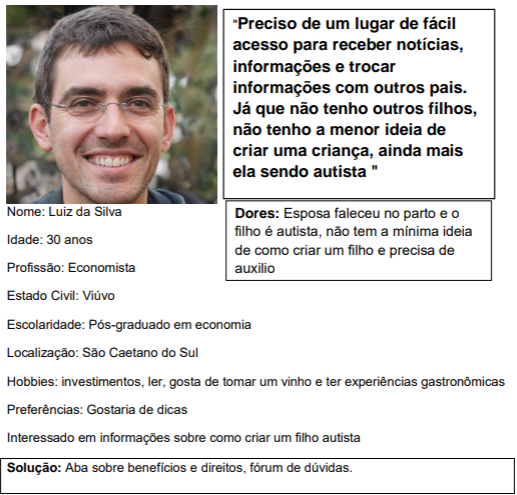 "Preciso de um lugar de fácil
acesso para receber notícias,
informações e trocar
informações com outros pais.
Já que não tenho outros filhos,
não tenho a menor ideia de
criar uma criança, ainda mais
ela sendo autista "
Nome: Luiz da Silva
Dores: Esposa faleceu no parto e o
filho é autista, não tem a mínima ideia
de como criar um filho e precisa de
auxilio
Idade: 30 anos
Profissão: Economista
Estado Civil: Viúvo
Escolaridade: Pós-graduado em economia
Localização: São Caetano do Sul
Hobbies: investimentos, ler, gosta de tomar um vinho e ter experiências gastronômicas
Preferências: Gostaria de dicas
Interessado em informações sobre como criar um filho autista
Solução: Aba sobre benefícios e direitos, fórum de dúvidas.